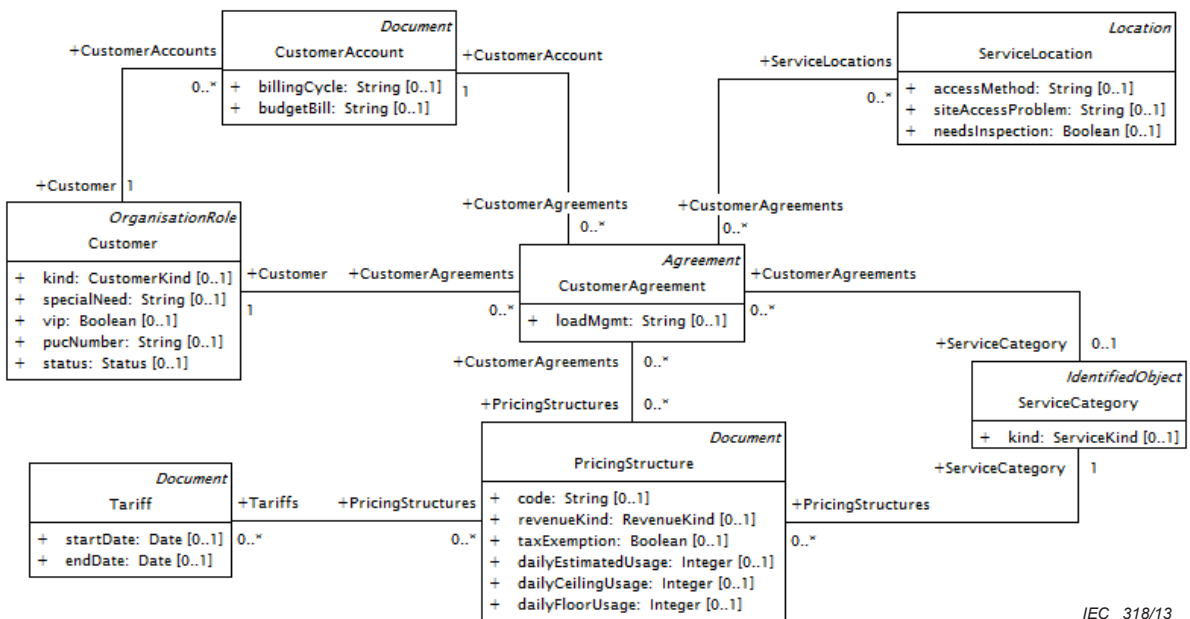 Document
CustomerAccount
+ billingCycle: String [0..1]
+ budgetBill: String [0..1]
+CustomerAccounts
0..*
+CustomerAccount
1
Location
ServiceLocation
+ accessMethod: String [0..1]
+ siteAccessProblem: String [0..1]
+ needsInspection: Boolean [0..1]
+ServiceLocations
0..*
+Customer 1
OrganisationRole
Customer
+ kind: CustomerKind [0..1]
+ specialNeed: String [0..1]
+ vip: Boolean [0..1]
+ pucNumber: String [0..1]
+ status: Status [0..1]
+CustomerAgreements
0..*
+CustomerAgreements
0..*
+Customer
1
+CustomerAgreements
0..*
Agreement
CustomerAgreement
+ loadMgmt: String [0..1]
+CustomerAgreements
0..*
+ServiceCategory 0..1
IdentifiedObject
ServiceCategory
+ kind: ServiceKind [0..1]
+ServiceCategory 1
+CustomerAgreements 0..*
+PricingStructures 0..*
Document
PricingStructure
+ code: String [0..1]
+ revenueKind: RevenueKind [0..1]
+ taxExemption: Boolean [0..1]
+ dailyEstimatedUsage: Integer [0..1]
+ dailyCeilingUsage: Integer [0..1]
+ dailyFloorUsage: Integer [0..1]
+PricingStructures
0..*
Document
Tariff
+ startDate: Date [0..1]
+ endDate: Date [0..1]
+Tariffs
0..*
+PricingStructures
0..*
IEC 318/13